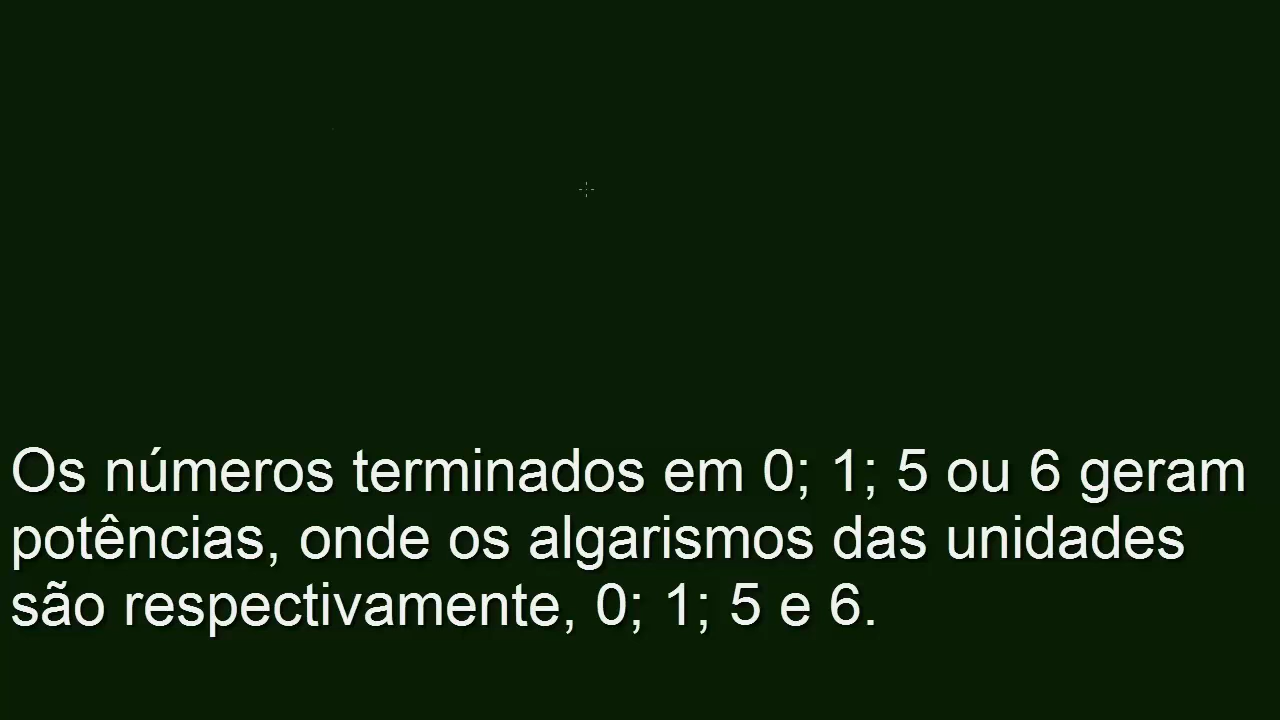 Os números terminados em 0; 1; 5 ou 6 geram
potências, onde os algarismos das unidades
são respectivamente, 0; 1; 5 e 6.